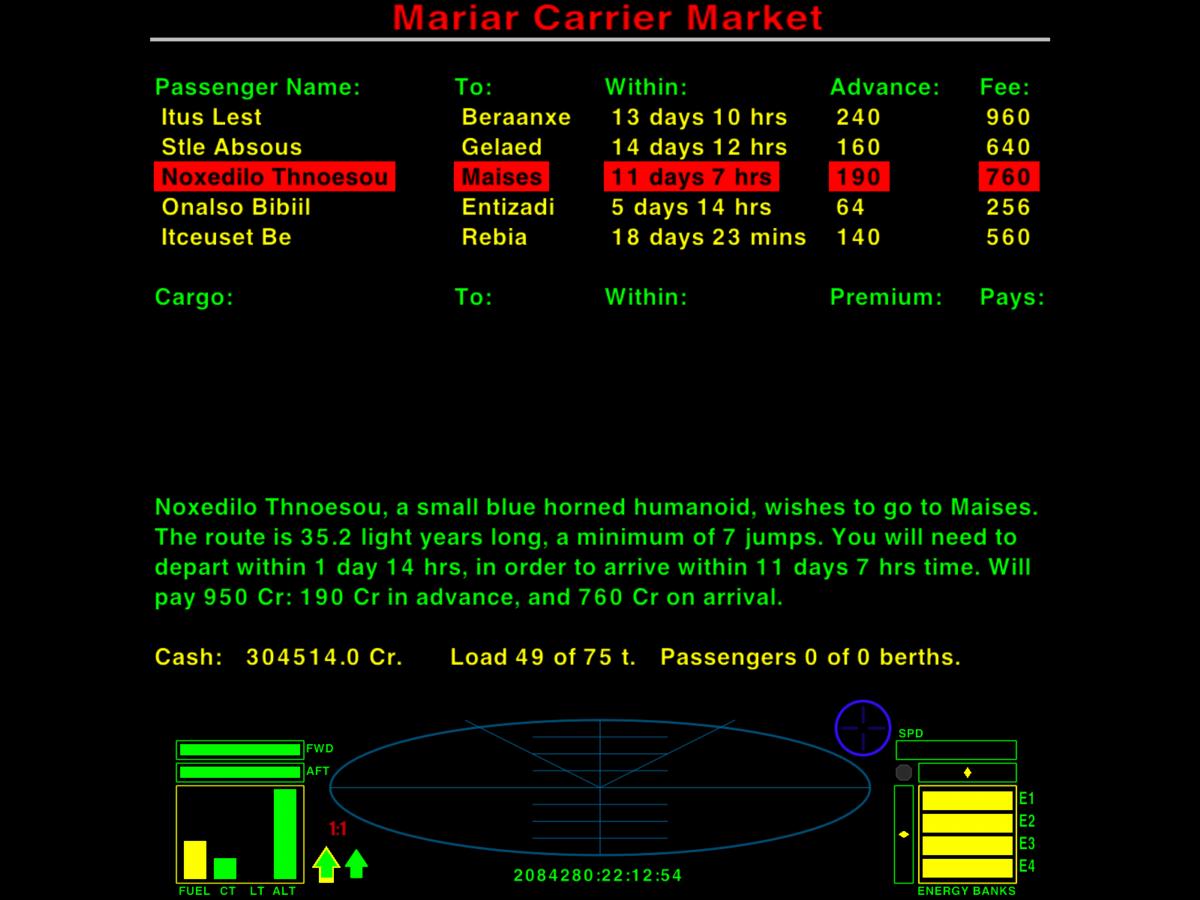 Mariar Carrier Market
Passenger Name: To: Within: Advance: Fee:
Itus Lest Beraanxe 13 days 10 hrs 240 960
Stle Absous Gelaed 14 days 12 hrs 160 640
Noxedilo Thnoesou Maises 11 days 7 hrs 190 760
Onalso Bibiil Entizadi 5 days 14 hrs 64 256
Itceuset Be Rebia 18 days 23 mins 140 560
Cargo: To: Within: Premium: Pays:
Noxedilo Thnoesou, a small blue horned humanoid, wishes to go to Maises.
The route is 35.2 light years long, a minimum of 7 jumps. You will need to
depart within 1 day 14 hrs, in order to arrive within 11 days 7 hrs time. Will
pay 950 Cr: 190 Cr in advance, and 760 Cr on arrival.
Cash: 304514.0 Cr. Load 49 of 75 t. Passengers 0 of 0 berths.
FWD SPD
AFT
E1
E2
1:1
E3
E4
2084280:22:12:54
FUEL CT LT ALT ENERGY BANKS